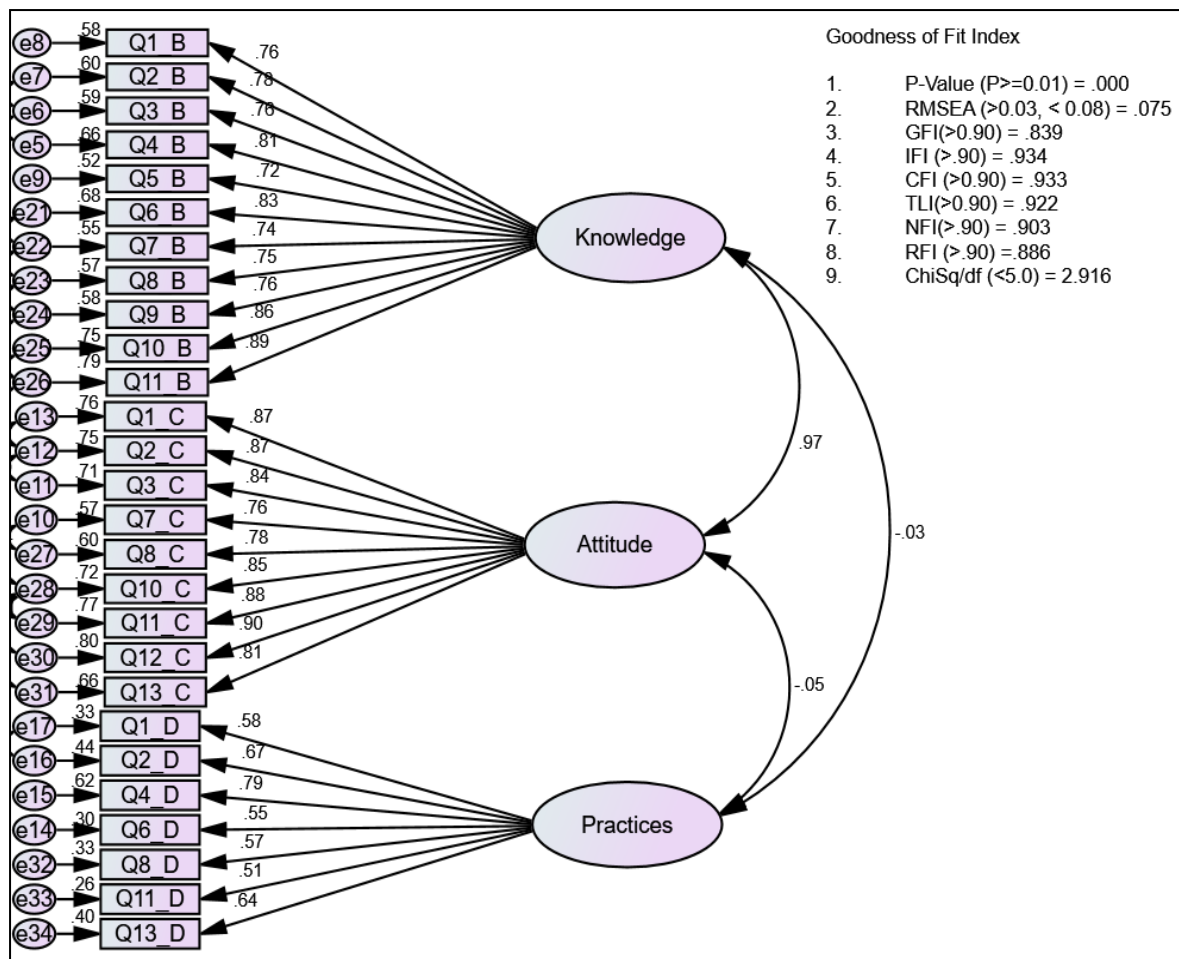 Goodness of Fit Index
1. P-Value (P>=0.01) = .000
2. RMSEA (>0.03, < 0.08) = .075
3. GFI(>0.90) = .839
4. IFI (>.90) = .934
5. CFI (>0.90) = .933
6. TLI(>0.90) = .922
7. NFI(>.90) = .903
8. RFI (>.90) =.886
9. ChiSq/df (<5.0) = 2.916
e8 .58 Q1_B .76
e7 .60 Q2_B .78
e6 .59 Q3_B .76
e5 .66 Q4_B .81
e9 .52 Q5_B .72
e21 .68 Q6_B .83
e22 .55 Q7_B .74
e23 .57 Q8_B .75
e24 .58 Q9_B .76
e25 .75 Q10_B .86
e26 .79 Q11_B .89
Knowledge
e13 .76 Q1_C .87
e12 .75 Q2_C .87
e11 .71 Q3_C .84
e10 .57 Q7_C .76
e27 .60 Q8_C .78
e28 .72 Q10_C .85
e29 .77 Q11_C .88
e30 .80 Q12_C .90
e31 .66 Q13_C .81
Attitude
.97
-.03
-.05
e17 .33 Q1_D .58
e16 .44 Q2_D .67
e15 .62 Q4_D .79
e14 .30 Q6_D .55
e32 .33 Q8_D .57
e33 .26 Q11_D .51
e34 .40 Q13_D .64
Practices